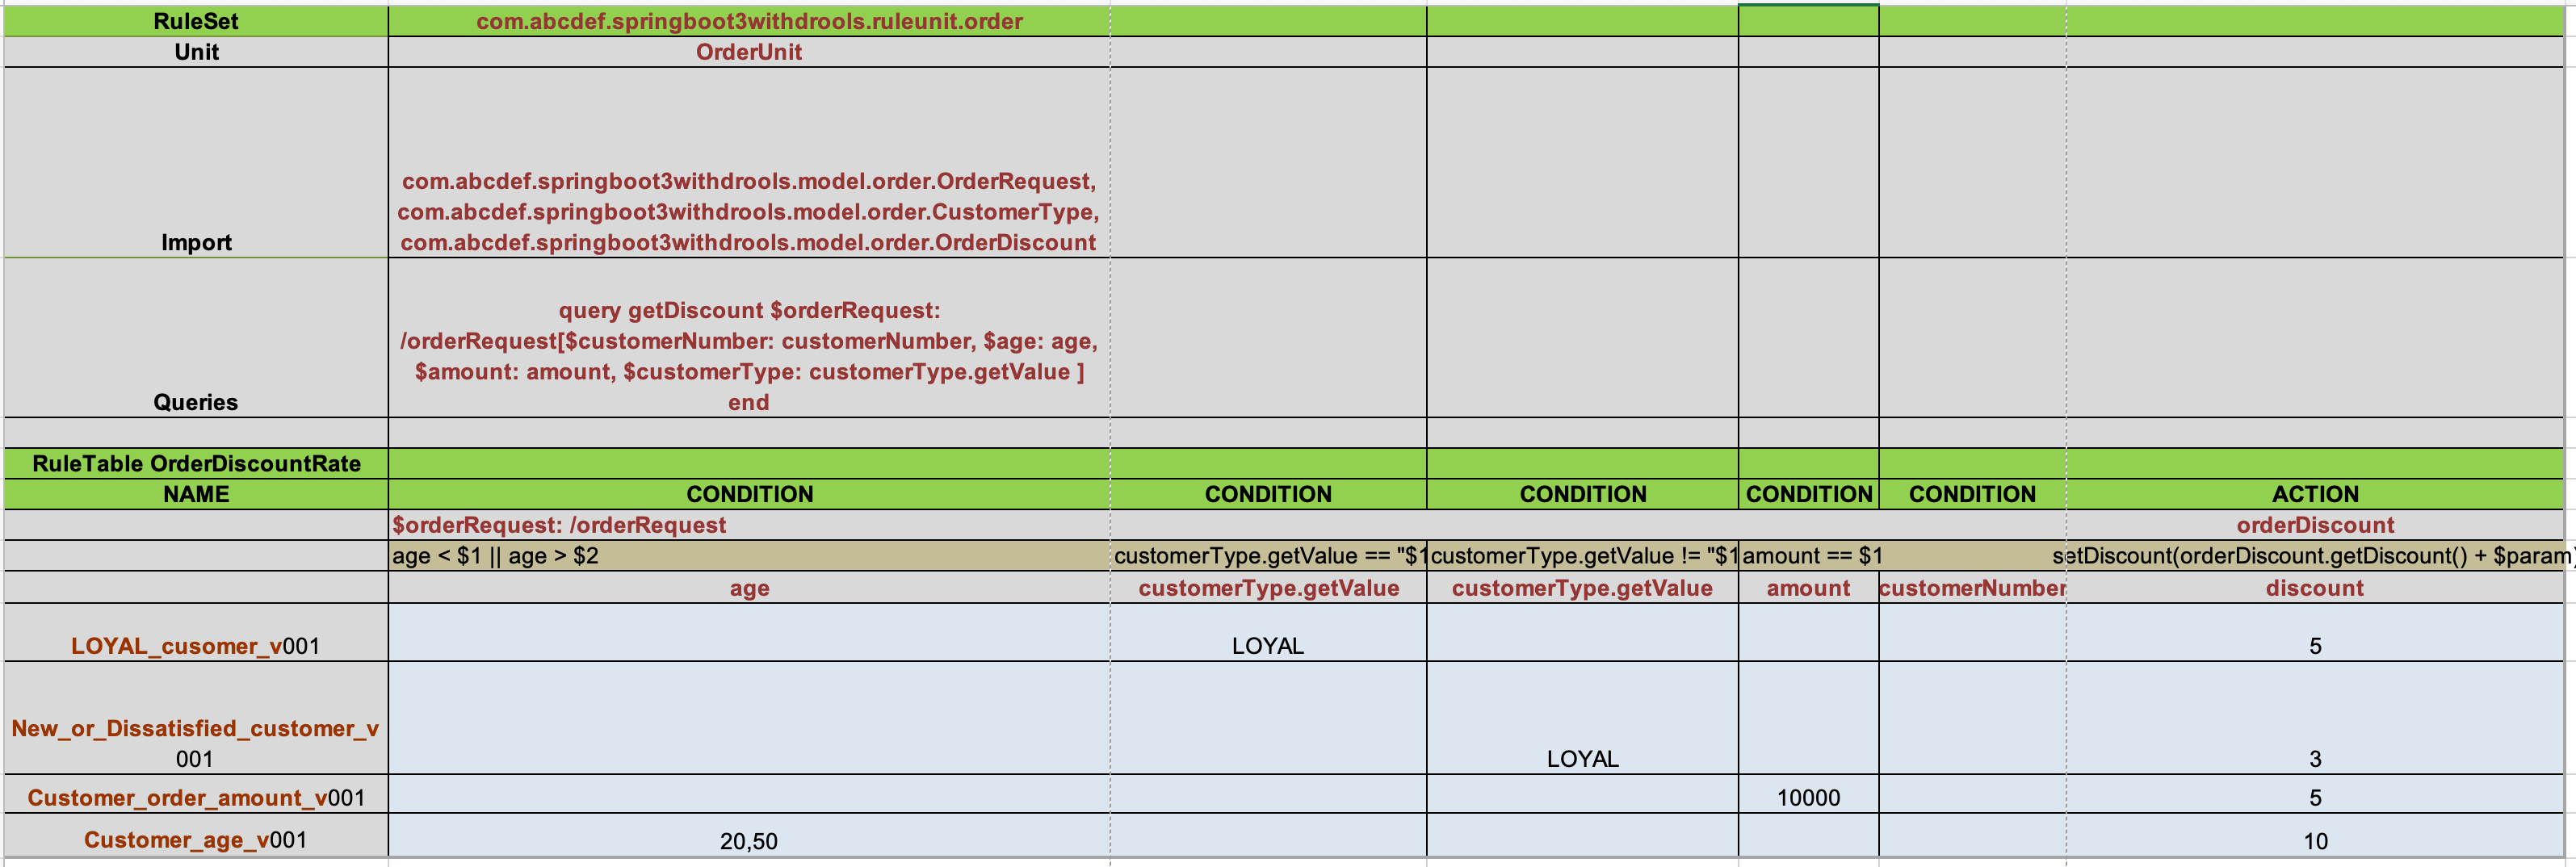 RuleSet com.abcdef.springboot3withdrools.ruleunit.order
Unit OrderUnit
com.abcdef.springboot3withdrools.model.order.OrderRequest,
com.abcdef.springboot3withdrools.model.order.CustomerType,
Import com.abcdef.springboot3withdrools.model.order.OrderDiscount
query getDiscount $orderRequest:
/orderRequest[$customerNumber: customerNumber, $age: age,
$amount: amount, $customerType: customerType.getValue ]
Queries end
RuleTable OrderDiscountRate
NAME CONDITION CONDITION CONDITION CONDITION CONDITION ACTION
$orderRequest: /orderRequest orderDiscount
age < $1 || age > $2 customerType.getValue == "$1 customerType.getValue != "$1 amount == $1 setDiscount(orderDiscount.getDiscount() + $param)
age customerType.getValue customerType.getValue amount customerNumber discount
LOYAL_cusomer_v001 LOYAL 5
New_or_Dissatisfied_customer_v
001 LOYAL 3
Customer_order_amount_v001 10000 5
Customer_age_v001 20,50 10